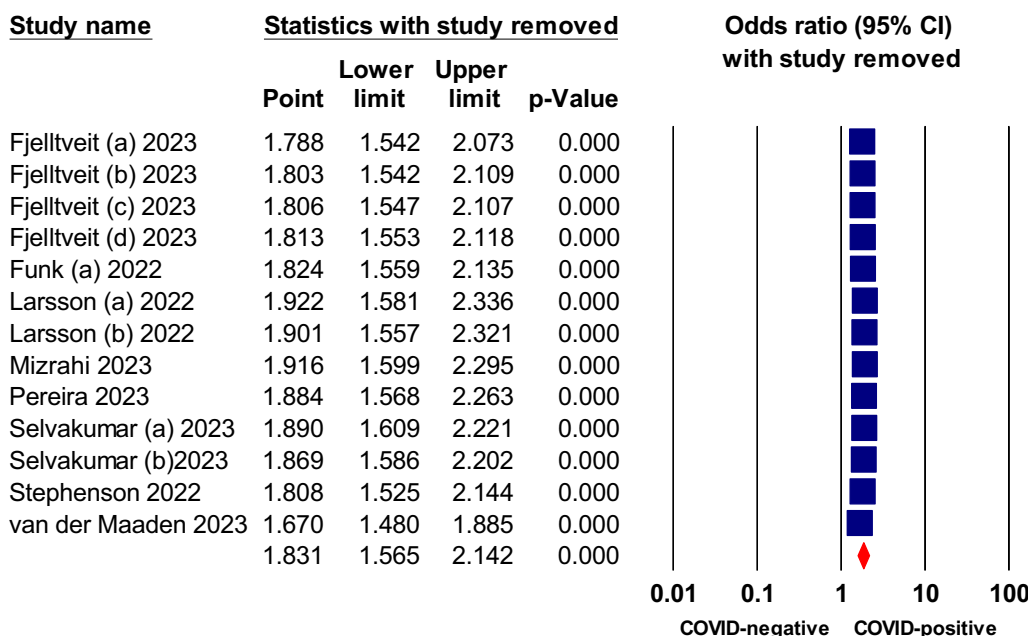 Study name Statistics with study removed Odds ratio (95% CI)
with study removed
Lower Upper
Point limit limit p-Value
Fjelltveit (a) 2023 1.788 1.542 2.073 0.000
Fjelltveit (b) 2023 1.803 1.542 2.109 0.000
Fjelltveit (c) 2023 1.806 1.547 2.107 0.000
Fjelltveit (d) 2023 1.813 1.553 2.118 0.000
Funk (a) 2022 1.824 1.559 2.135 0.000
Larsson (a) 2022 1.922 1.581 2.336 0.000
Larsson (b) 2022 1.901 1.557 2.321 0.000
Mizrahi 2023 1.916 1.599 2.295 0.000
Pereira 2023 1.884 1.568 2.263 0.000
Selvakumar (a) 2023 1.890 1.609 2.221 0.000
Selvakumar (b)2023 1.869 1.586 2.202 0.000
Stephenson 2022 1.808 1.525 2.144 0.000
van der Maaden 2023 1.670 1.480 1.885 0.000
1.831 1.565 2.142 0.000
0.01 0.1 1 10 100
COVID-negative COVID-positive